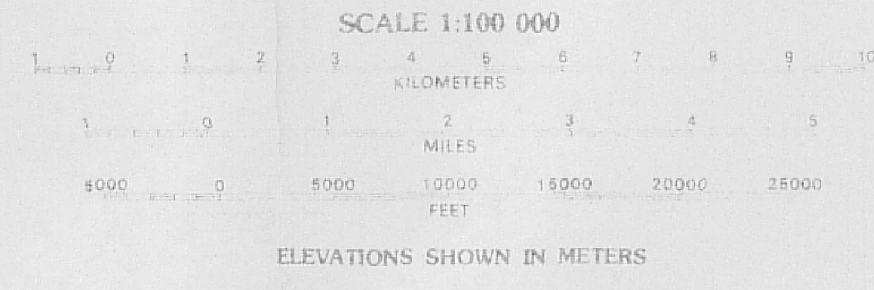 SCALE 1:100 000
1 0 1 2 3 4 5 6 7 8 9 10
KILOMETERS
1 0 1 2 3 4 5
MILES
5000 0 5000 10000 15000 20000 25000
FEET
ELEVATIONS SHOWN IN METERS